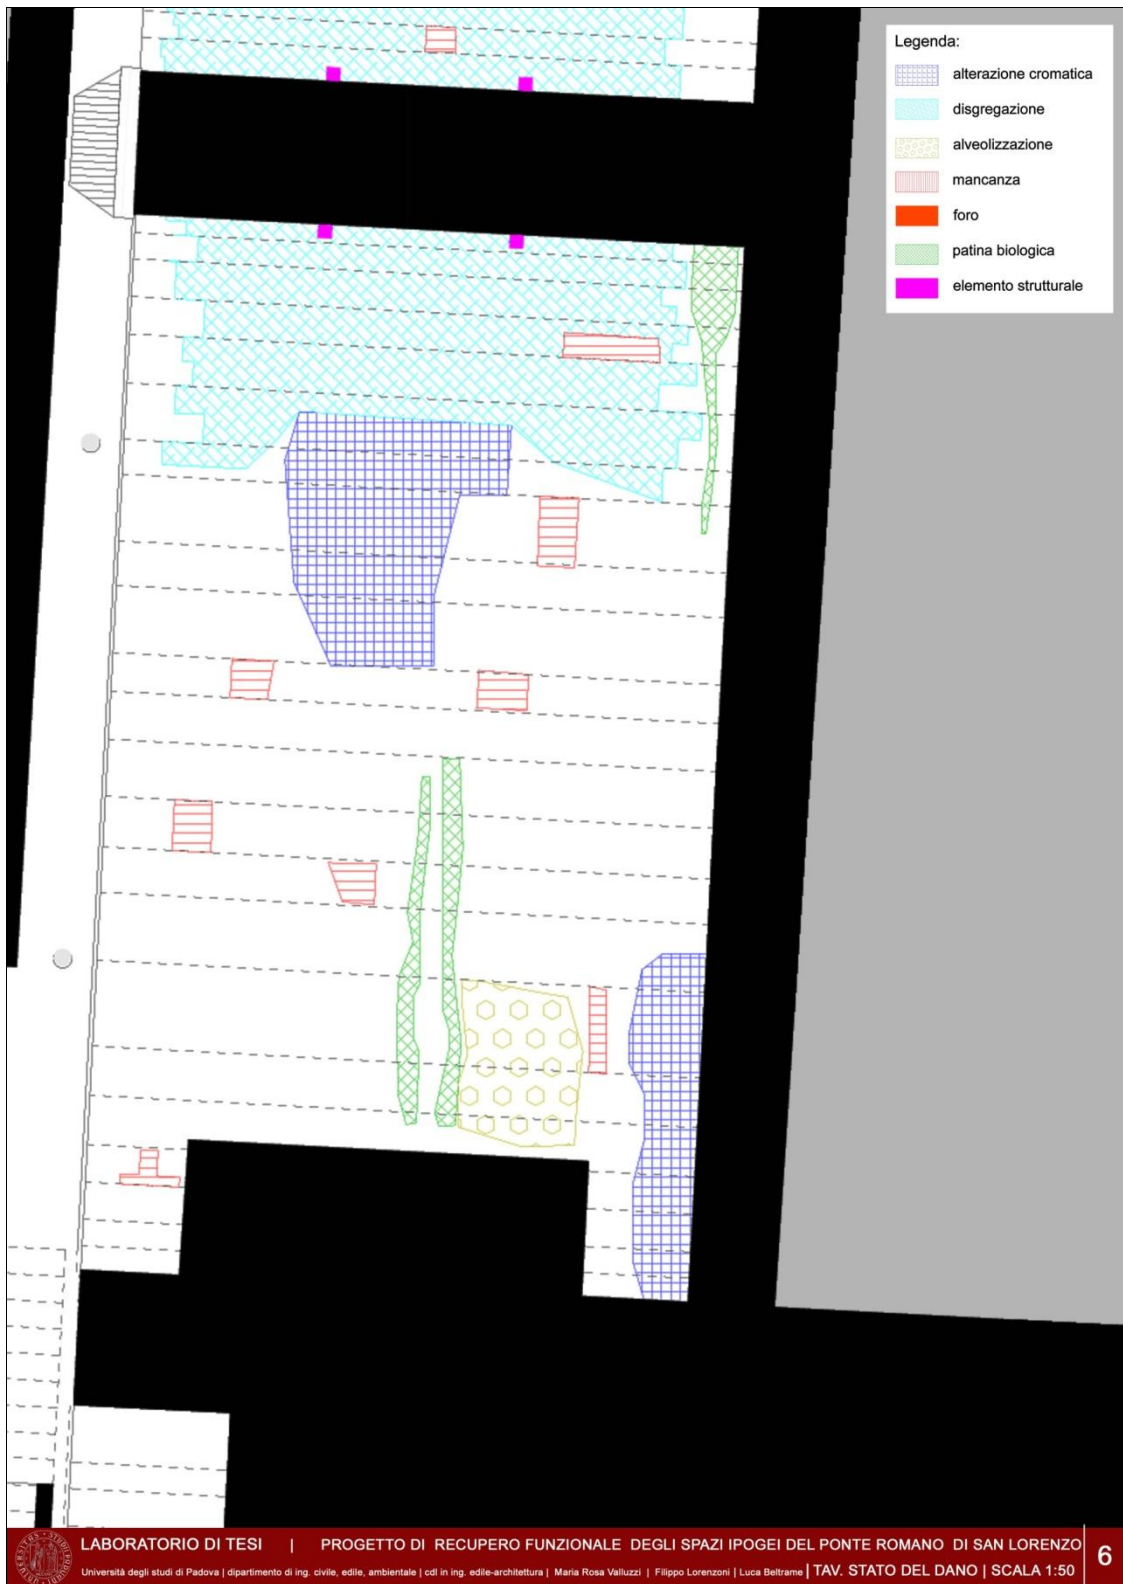 Legenda:
alterazione cromatica
disgregazione
alveolizzazione
mancanza
foro
patina biologica
elemento strutturale
LABORATORIO DI TESI | PROGETTO DI RECUPERO FUNZIONALE DEGLI SPAZI IPOGEI DEL PONTE ROMANO DI SAN LORENZO
Università degli studi di Padova | dipartimento di ing. civile, edile, ambientale | cdl in ing. edile-architettura | Maria Rosa Valluzzi | Filippo Lorenzoni | Luca Beltrame | TAV. STATO DEL DANO | SCALA 1:50
6